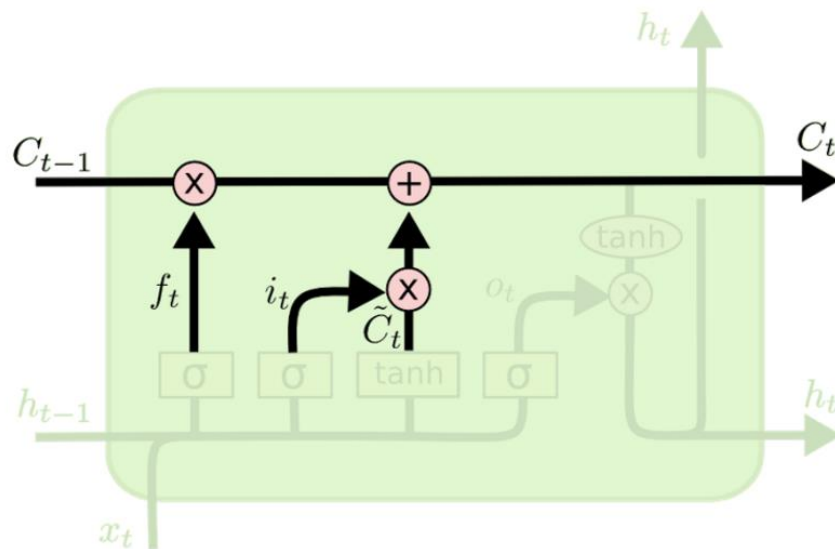 h_t
C_{t-1} x + C_t
tanh
f_t i_t x o_t x
C̃_t
σ σ tanh σ
h_{t-1} h_t
x_t